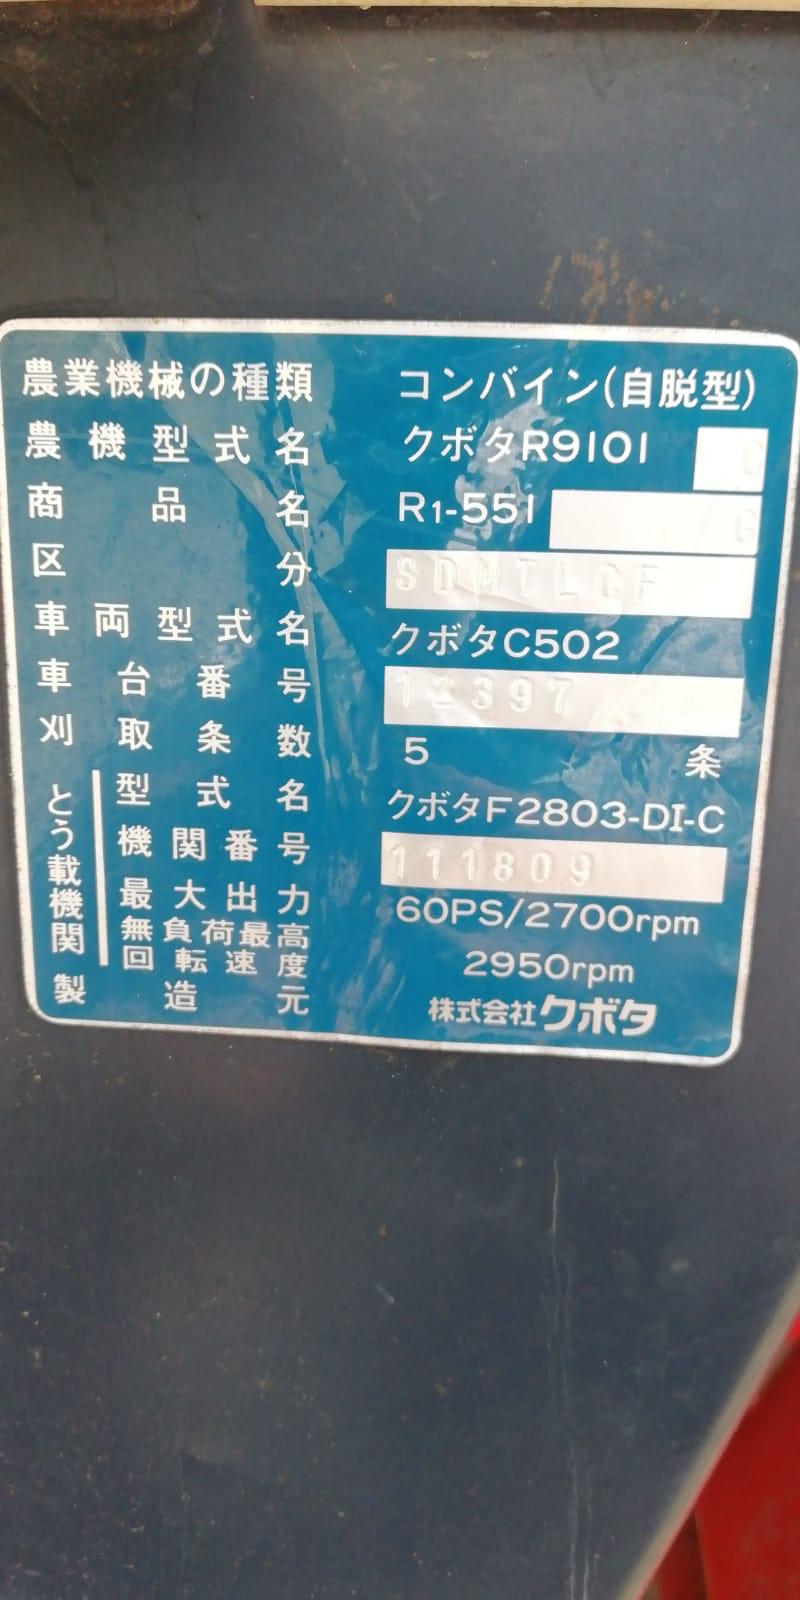 農業機械の種類 コンバイン(自脱型)
農機型式名 クボタR9101
商品名 R1-551 G
区分 SDMTLGF
車両型式名 クボタC502
車台番号 12397
刈取条数 5 条
とう載機関
型式名 クボタF2803-DI-C
機関番号 111809
最大出力 60PS/2700rpm
無負荷最高
回転速度 2950rpm
製造元 株式会社クボタ